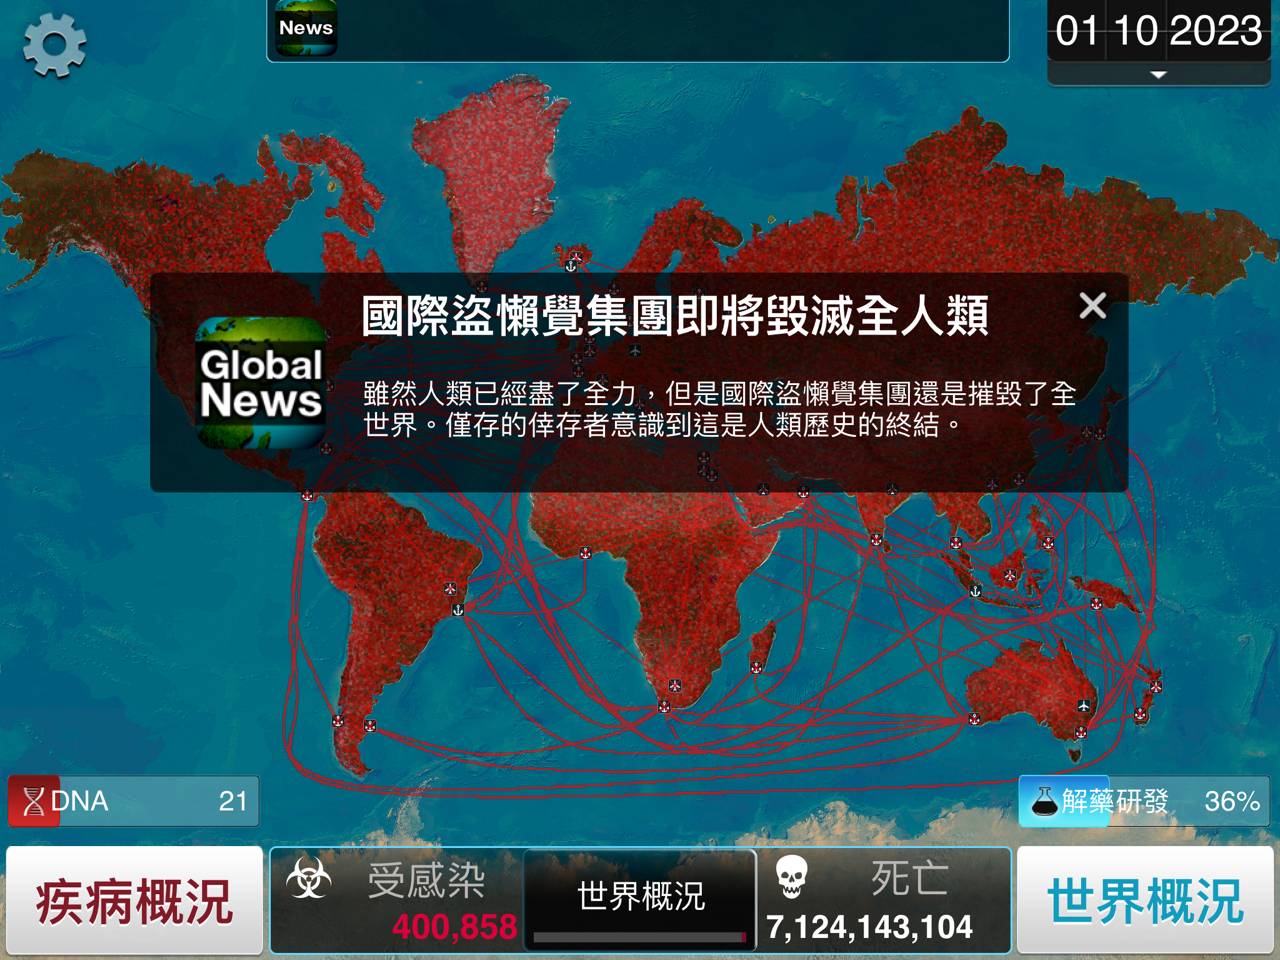 News
01 10 2023
國際盜懶覺集團即將毀滅全人類
Global
News
雖然人類已經盡了全力，但是國際盜懶覺集團還是摧毀了全
世界。僅存的倖存者意識到這是人類歷史的終結。
DNA 21
解藥研發 36%
疾病概況
受感染
400,858
世界概況
死亡
7,124,143,104
世界概況